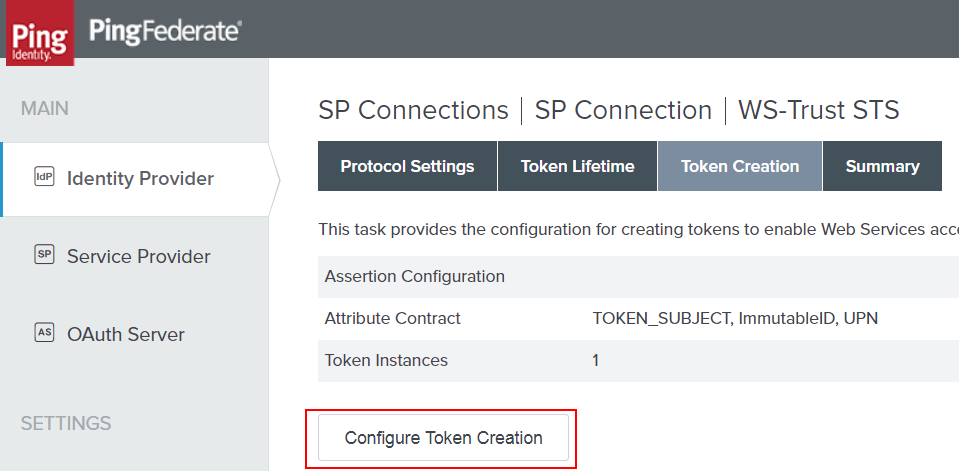 Ping
Identity.
PingFederate®
MAIN
IdP Identity Provider
SP Service Provider
AS OAuth Server
SETTINGS
SP Connections | SP Connection | WS-Trust STS
Protocol Settings Token Lifetime Token Creation Summary
This task provides the configuration for creating tokens to enable Web Services acce
Assertion Configuration
Attribute Contract TOKEN_SUBJECT, ImmutableID, UPN
Token Instances 1
Configure Token Creation